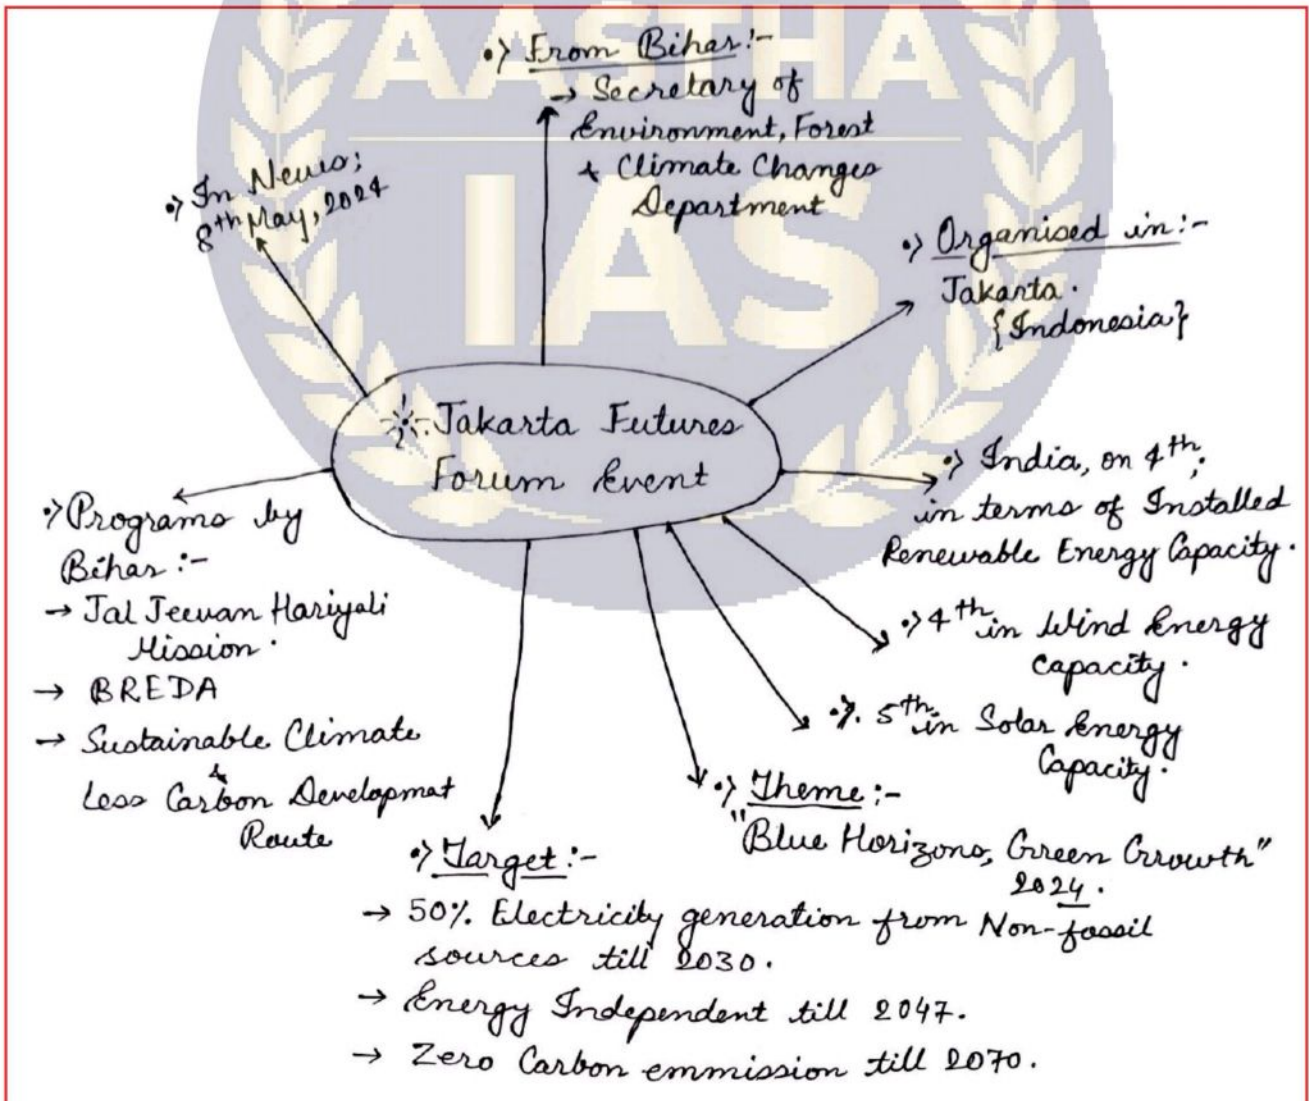 AASTHA
IAS
•> From Bihar:-
→ Secretary of
Environment, Forest
& Climate Changes
Department
•> In News;
8th May, 2024
•> Organised in:-
Jakarta.
{Indonesia}
Jakarta Futures
Forum Event
•> India, on 4th;
in terms of Installed
Renewable Energy Capacity.
•> 4th in Wind Energy
Capacity.
•>. 5th in Solar Energy
Capacity.
•> Theme:-
"Blue Horizons, Green Growth"
2024.
•> Programs by
Bihar:-
→ Jal Jeevan Hariyali
Mission.
→ BREDA
→ Sustainable Climate
&
Less Carbon Developmat
Route
•> Target:-
→ 50% Electricity generation from Non-fossil
sources till 2030.
→ Energy Independent till 2047.
→ Zero Carbon emmission till 2070.